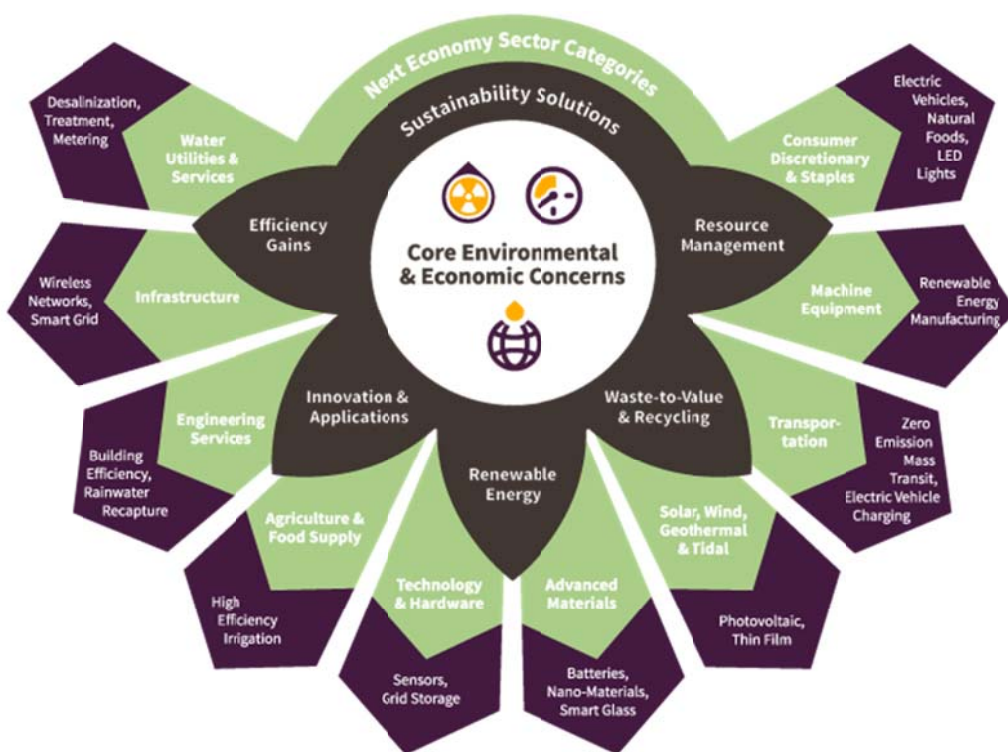 Next Economy Sector Categories
Sustainability Solutions
Core Environmental
& Economic Concerns
Efficiency
Gains
Innovation &
Applications
Renewable
Energy
Waste-to-Value
& Recycling
Resource
Management
Water
Utilities &
Services
Desalinization,
Treatment,
Metering
Infrastructure
Wireless
Networks,
Smart Grid
Engineering
Services
Building
Efficiency,
Rainwater
Recapture
Agriculture &
Food Supply
High
Efficiency
Irrigation
Technology
& Hardware
Sensors,
Grid Storage
Advanced
Materials
Batteries,
Nano-Materials,
Smart Glass
Solar, Wind,
Geothermal
& Tidal
Photovoltaic,
Thin Film
Transpor-
tation
Zero
Emission
Mass
Transit,
Electric Vehicle
Charging
Machine
Equipment
Renewable
Energy
Manufacturing
Consumer
Discretionary
& Staples
Electric
Vehicles,
Natural
Foods,
LED
Lights